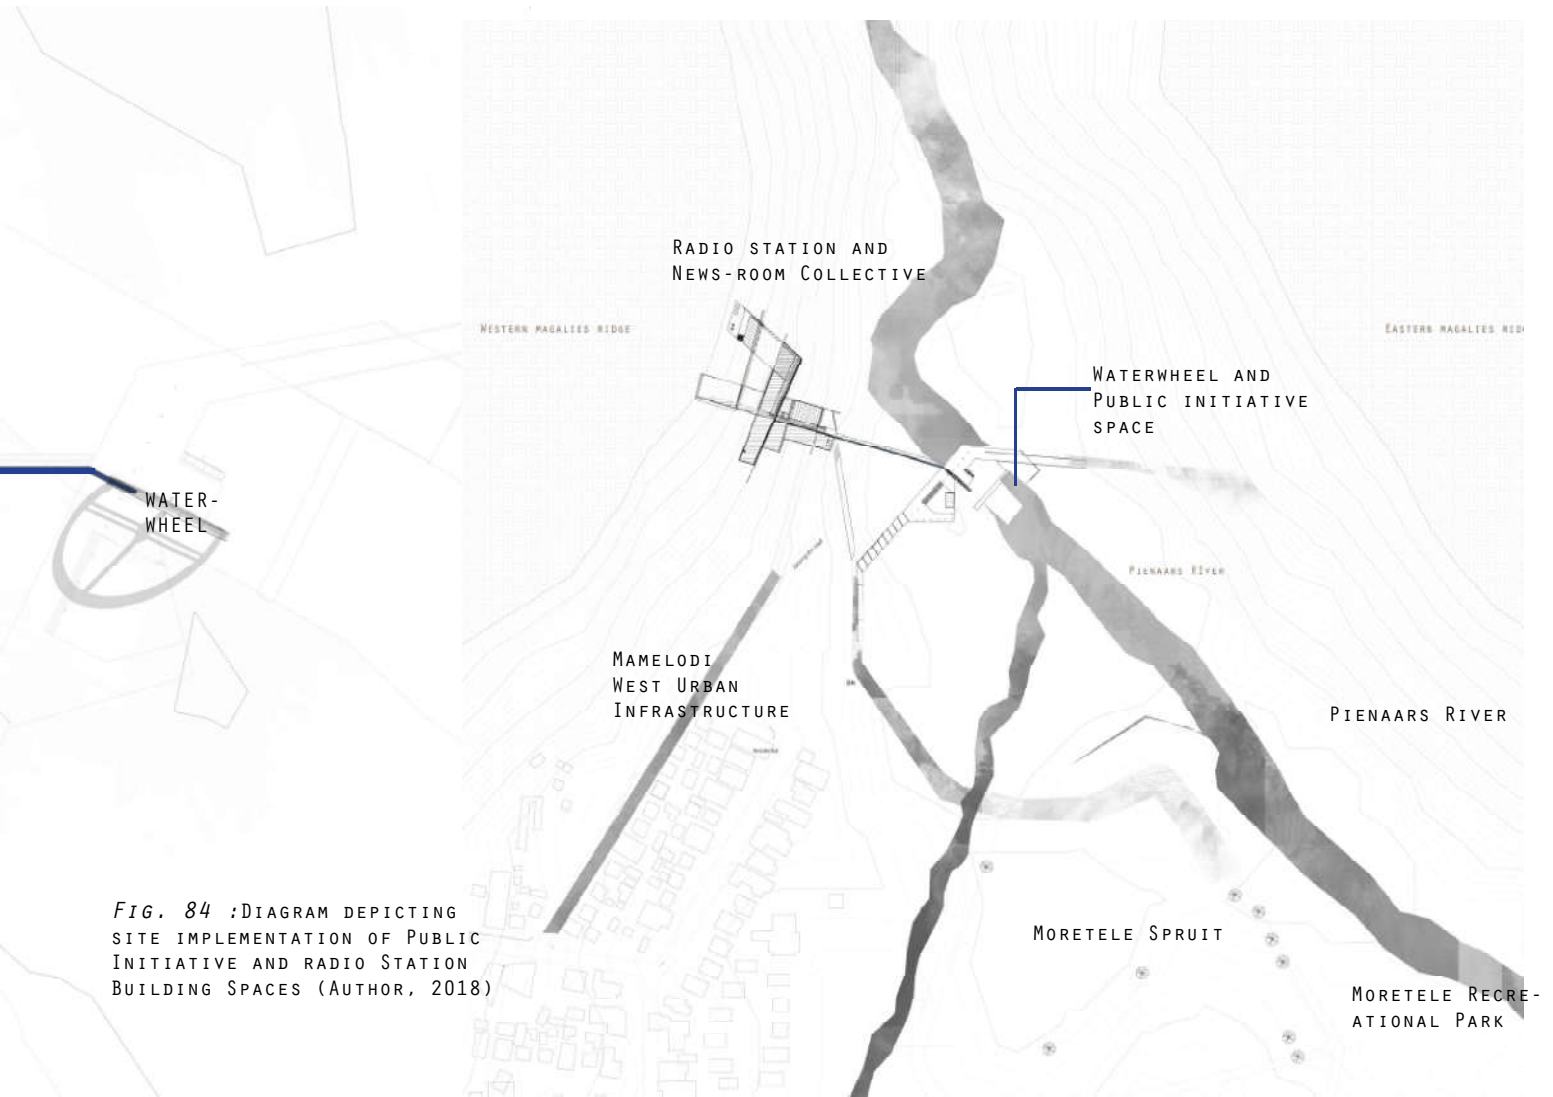 Radio station and
News-room Collective
Western Magalies Ridge
Eastern Magalies
Waterwheel and
Public initiative
space
Water-
wheel
Pienaars River
Mamelodi
West Urban
Infrastructure
Pienaars River
Fig. 84 :Diagram depicting
site implementation of Public
Initiative and radio Station
Building Spaces (Author, 2018)
Moretele Spruit
Moretele Recre-
ational Park